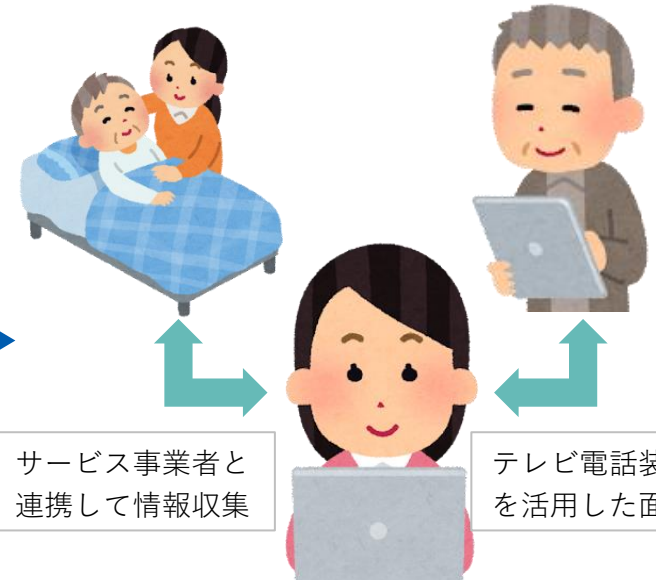 サービス事業者と
連携して情報収集
テレビ電話装
を活用した面